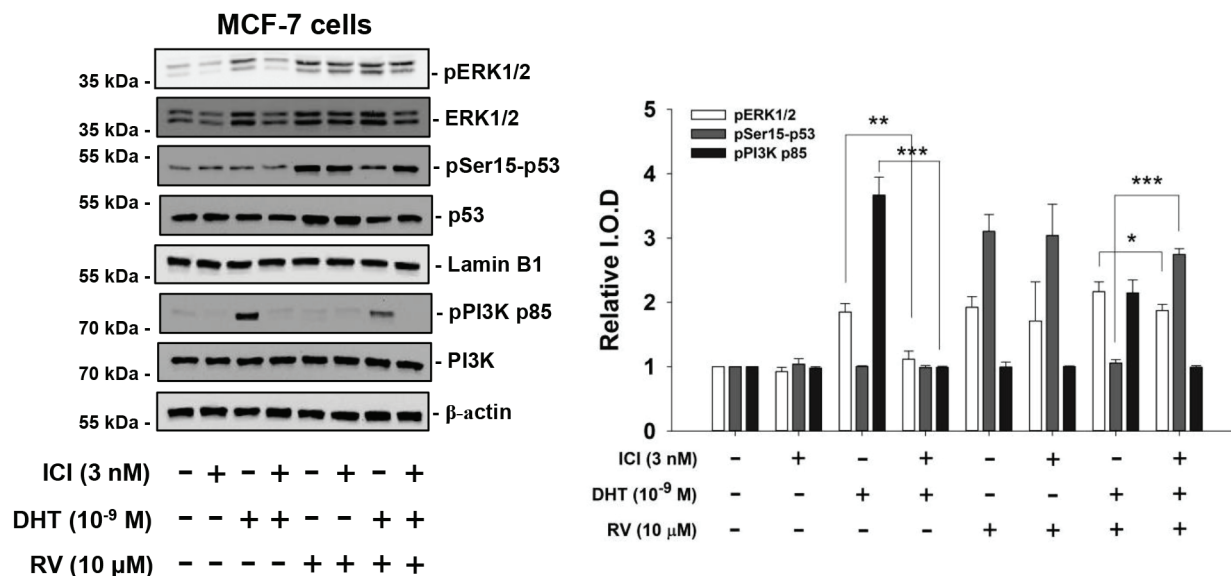 MCF-7 cells
35 kDa - - pERK1/2
35 kDa - - ERK1/2
55 kDa - - pSer15-p53
55 kDa - - p53
55 kDa - - Lamin B1
70 kDa - - pPI3K p85
70 kDa - - PI3K
55 kDa - - β-actin
ICI (3 nM) - + - + - + - +
DHT (10⁻⁹ M) - - + + - - + +
RV (10 µM) - - - - + + + +
5
4
3
2
1
0
Relative I.O.D
pERK1/2
pSer15-p53
pPI3K p85
**
***
***
*
ICI (3 nM) - + - + - + - +
DHT (10⁻⁹ M) - - + + - - + +
RV (10 µM) - - - - + + + +